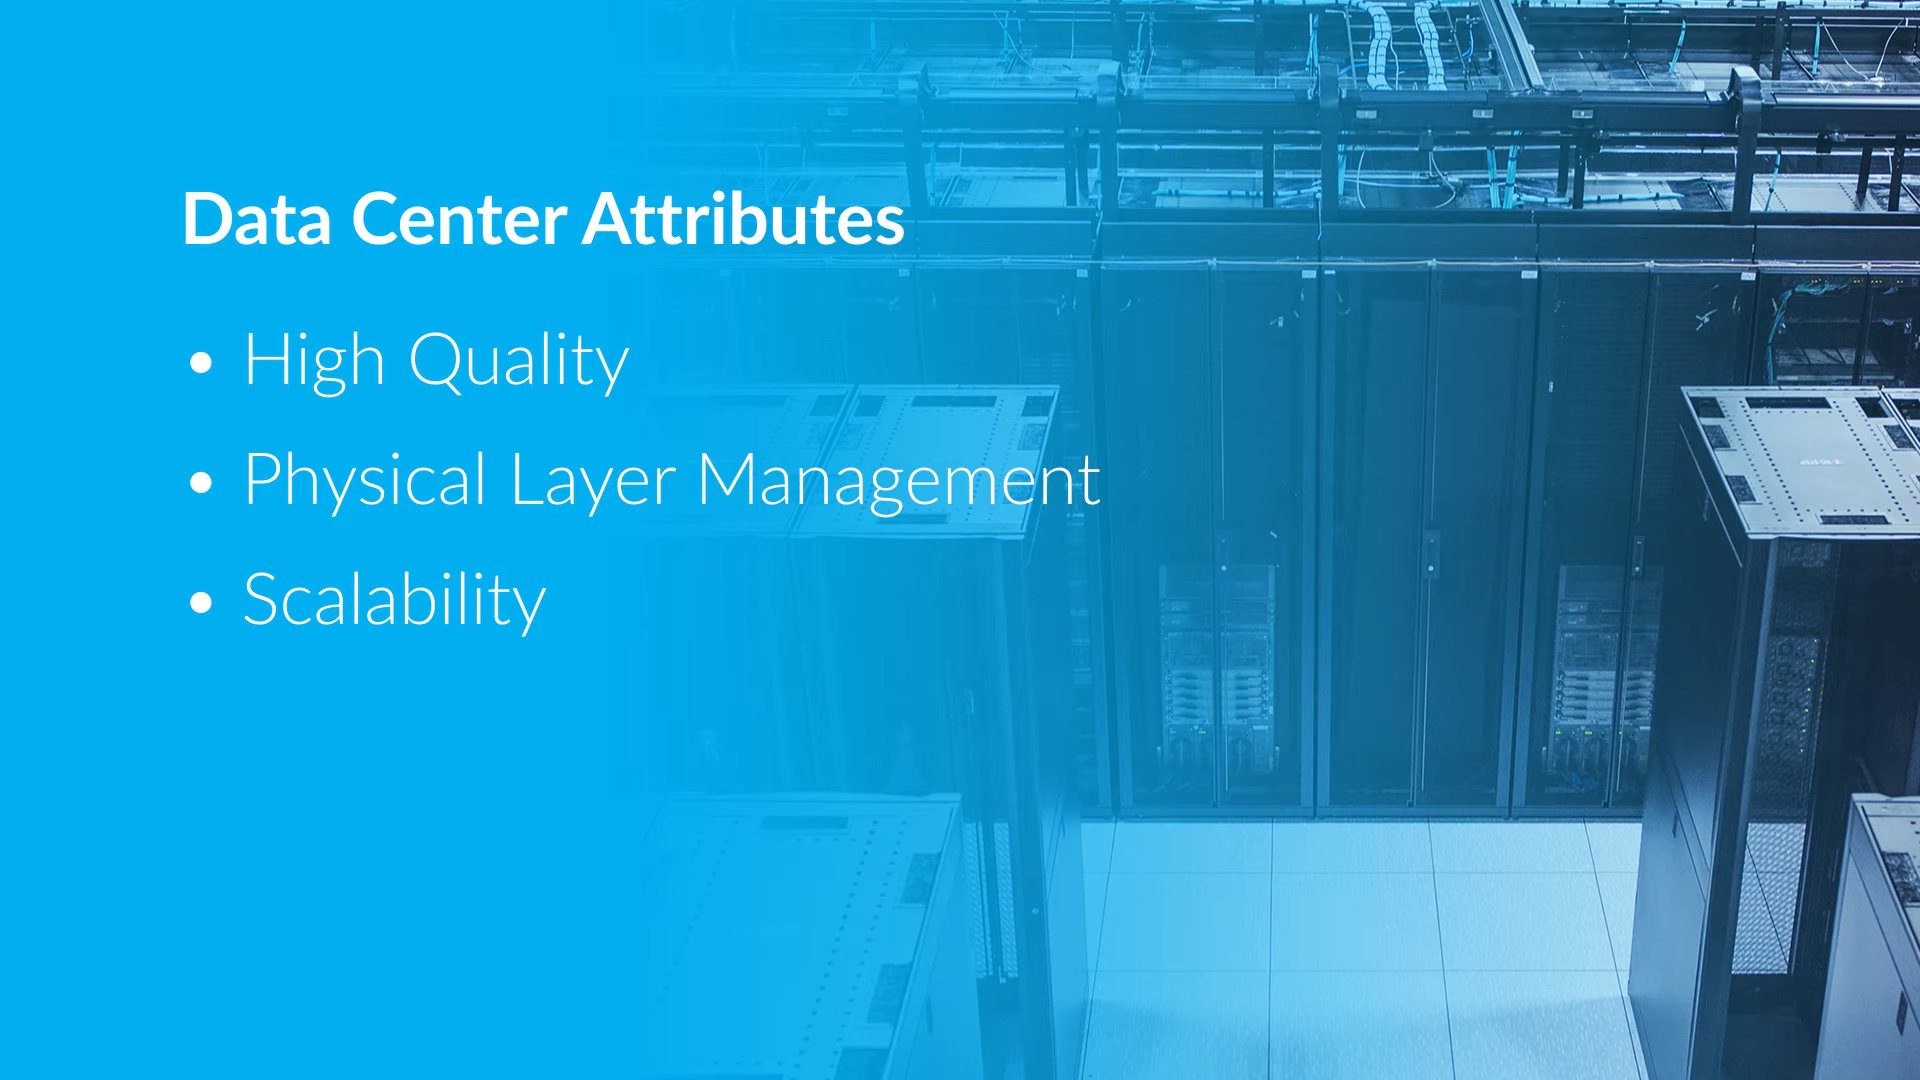 Data Center Attributes
• High Quality
• Physical Layer Management
• Scalability